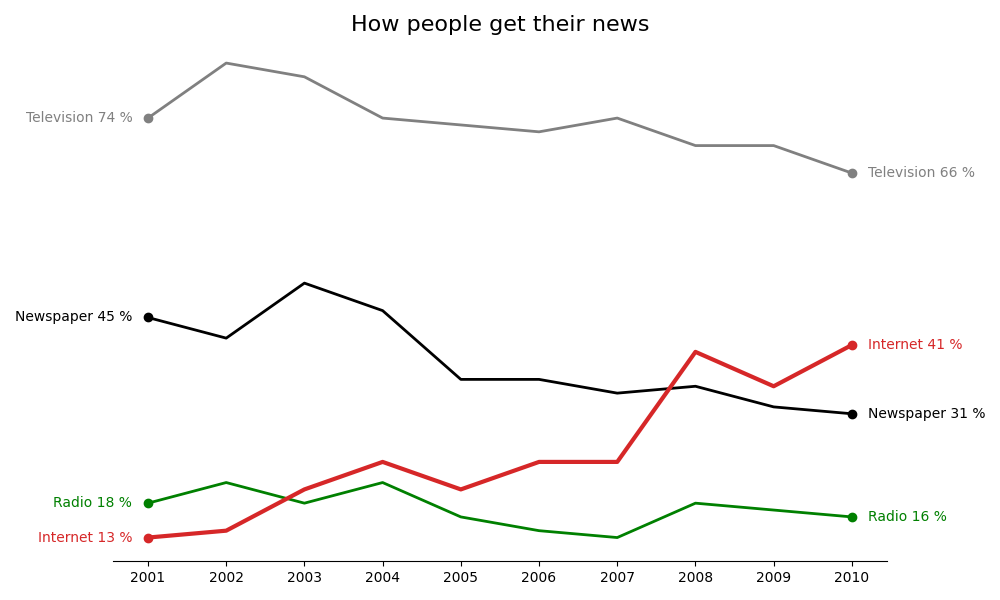 How people get their news
Television 74 %
Television 66 %
Newspaper 45 %
Internet 41 %
Newspaper 31 %
Radio 18 %
Radio 16 %
Internet 13 %
2001 2002 2003 2004 2005 2006 2007 2008 2009 2010